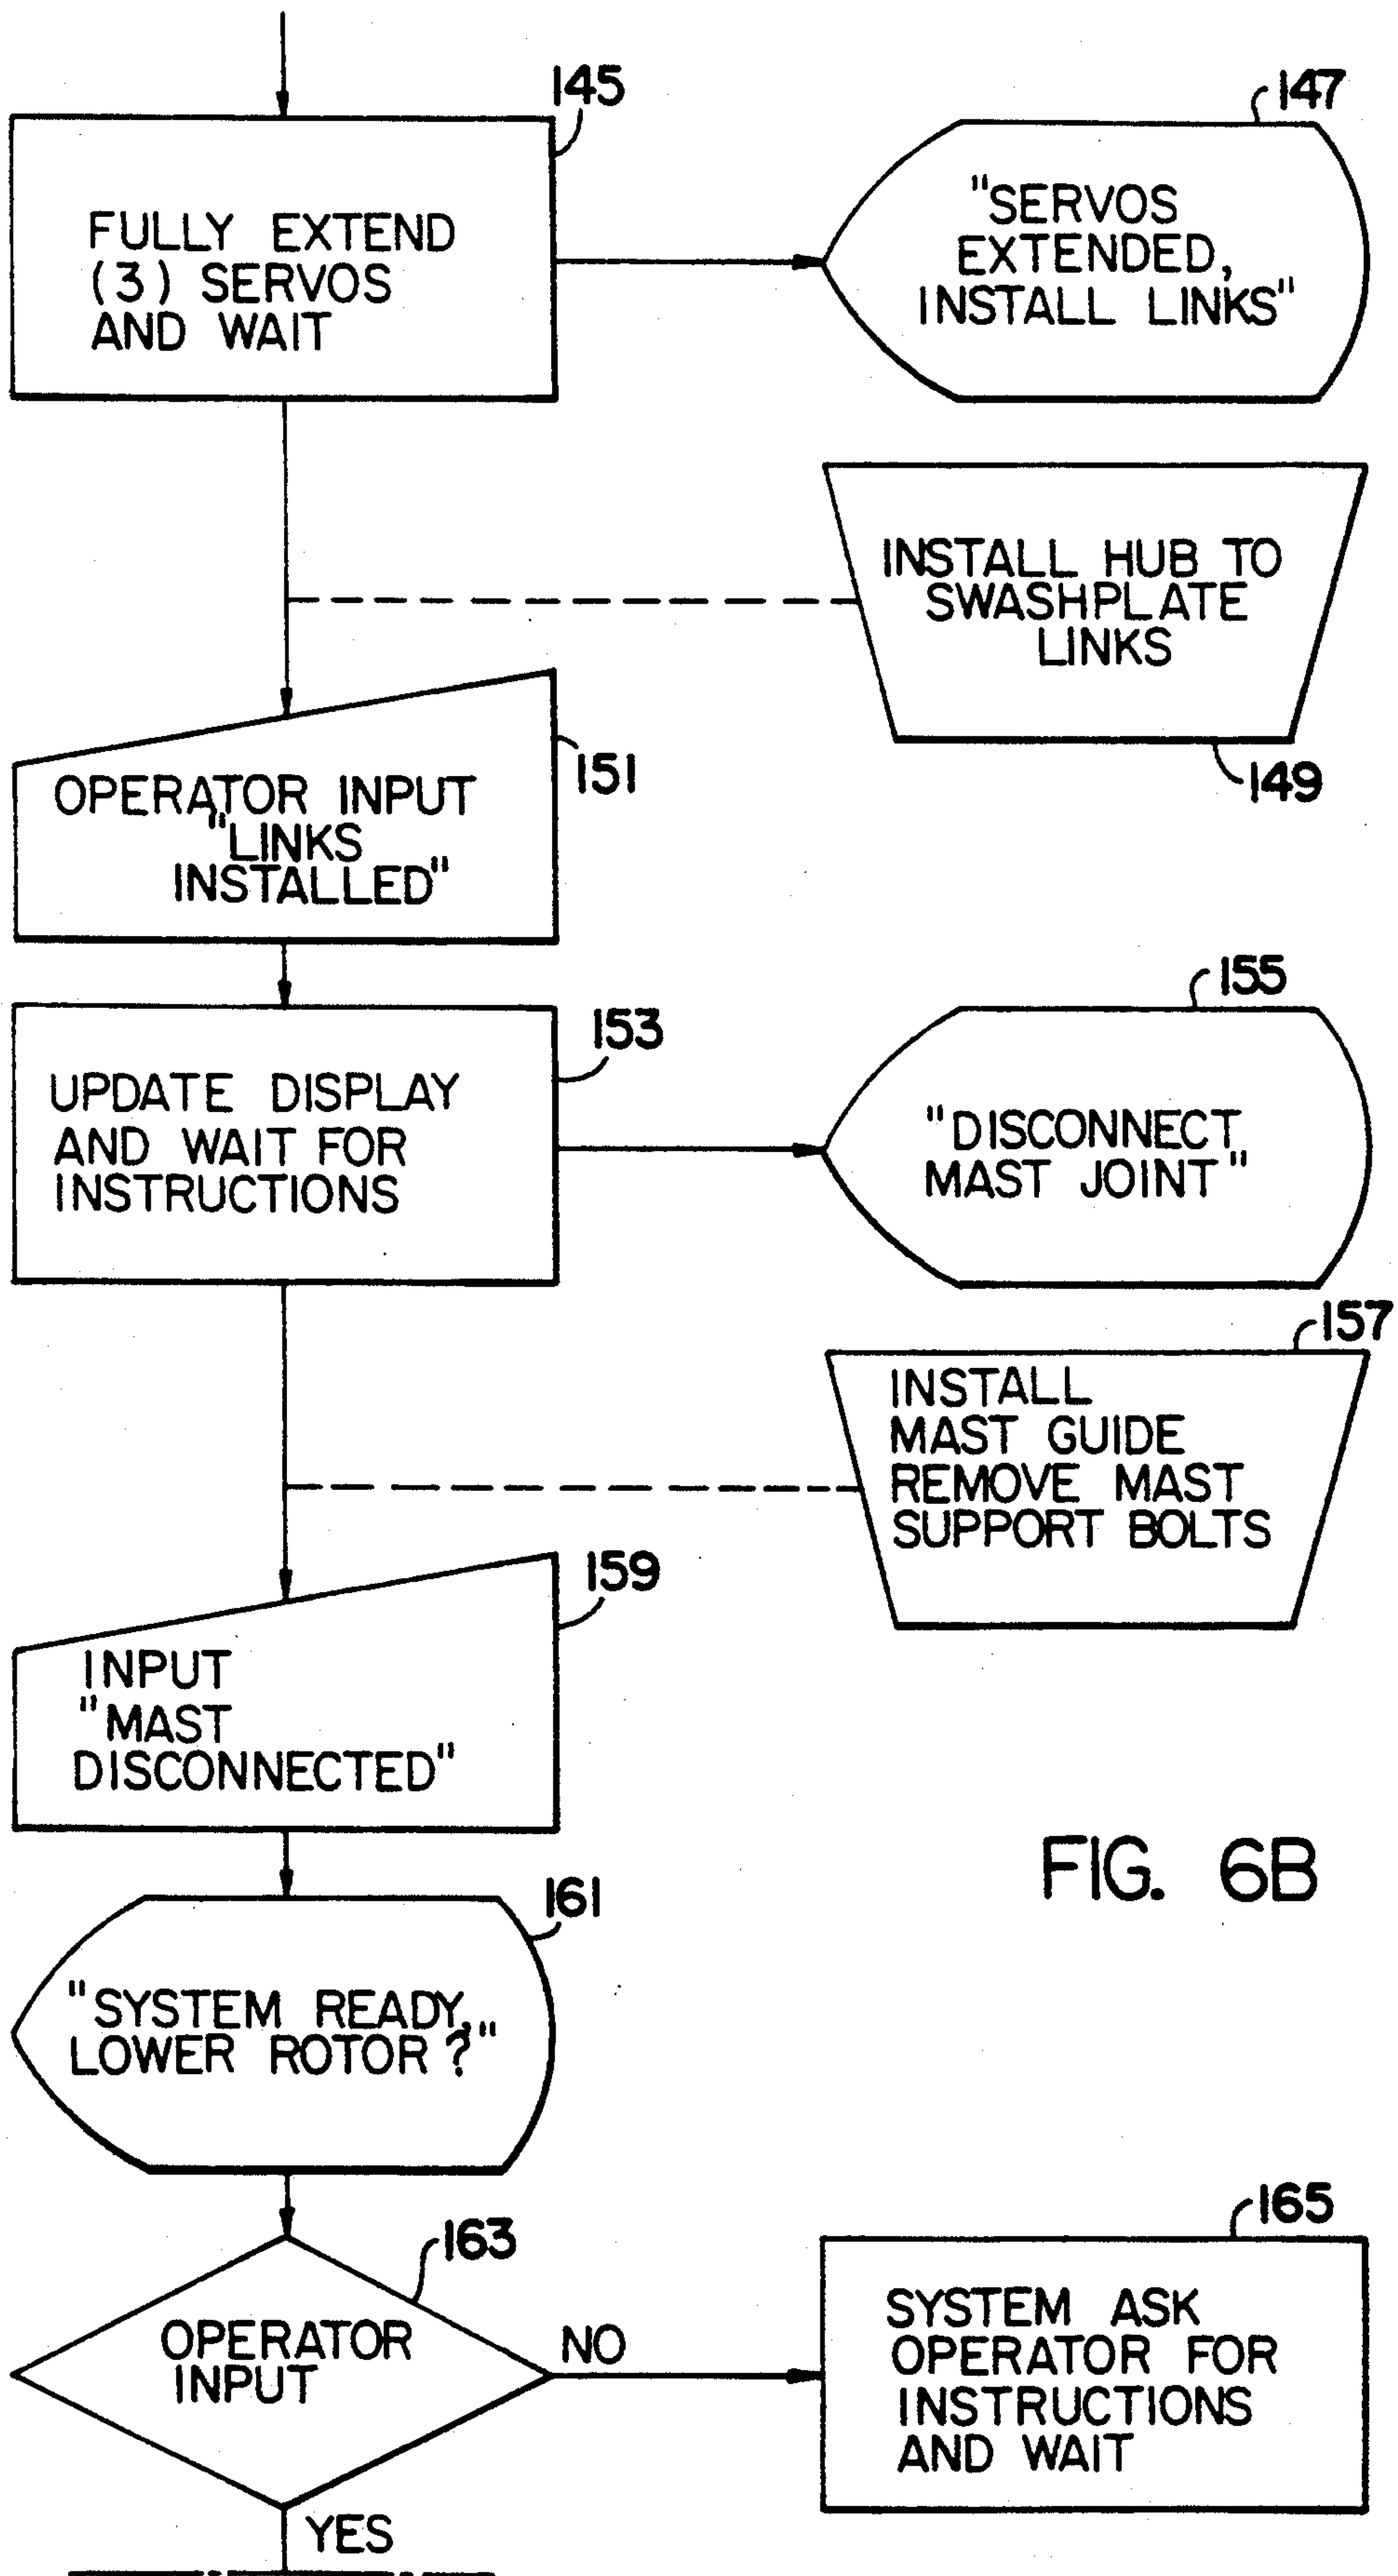 145
FULLY EXTEND
(3) SERVOS
AND WAIT
147
"SERVOS
EXTENDED,
INSTALL LINKS"
INSTALL HUB TO
SWASHPLATE
LINKS
149
151
OPERATOR INPUT
"LINKS
INSTALLED"
153
UPDATE DISPLAY
AND WAIT FOR
INSTRUCTIONS
155
"DISCONNECT
MAST JOINT"
157
INSTALL
MAST GUIDE
REMOVE MAST
SUPPORT BOLTS
159
INPUT
"MAST
DISCONNECTED"
FIG. 6B
161
"SYSTEM READY,
LOWER ROTOR?"
163
OPERATOR
INPUT
NO
165
SYSTEM ASK
OPERATOR FOR
INSTRUCTIONS
AND WAIT
YES